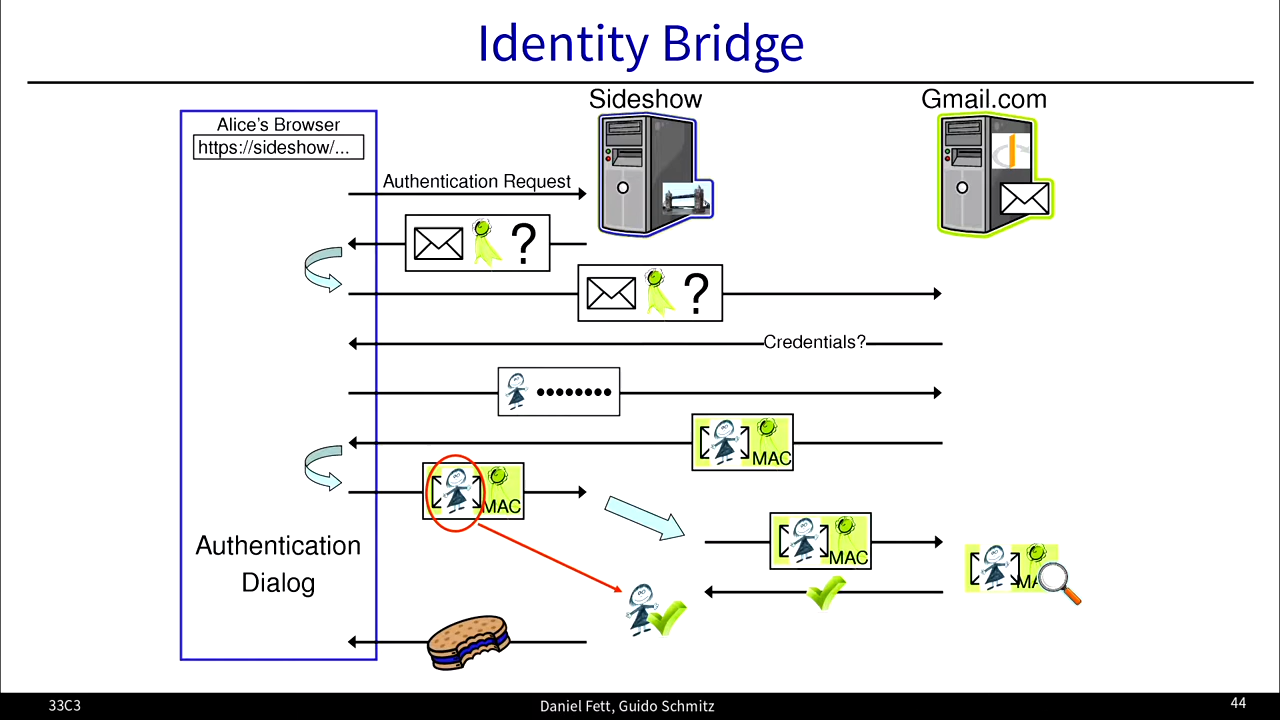 Identity Bridge
Sideshow
Gmail.com
Alice's Browser
https://sideshow/...
Authentication Request
?
?
Credentials?
●●●●●●●●
MAC
MAC
MAC
MA
Authentication
Dialog
33C3
Daniel Fett, Guido Schmitz
44